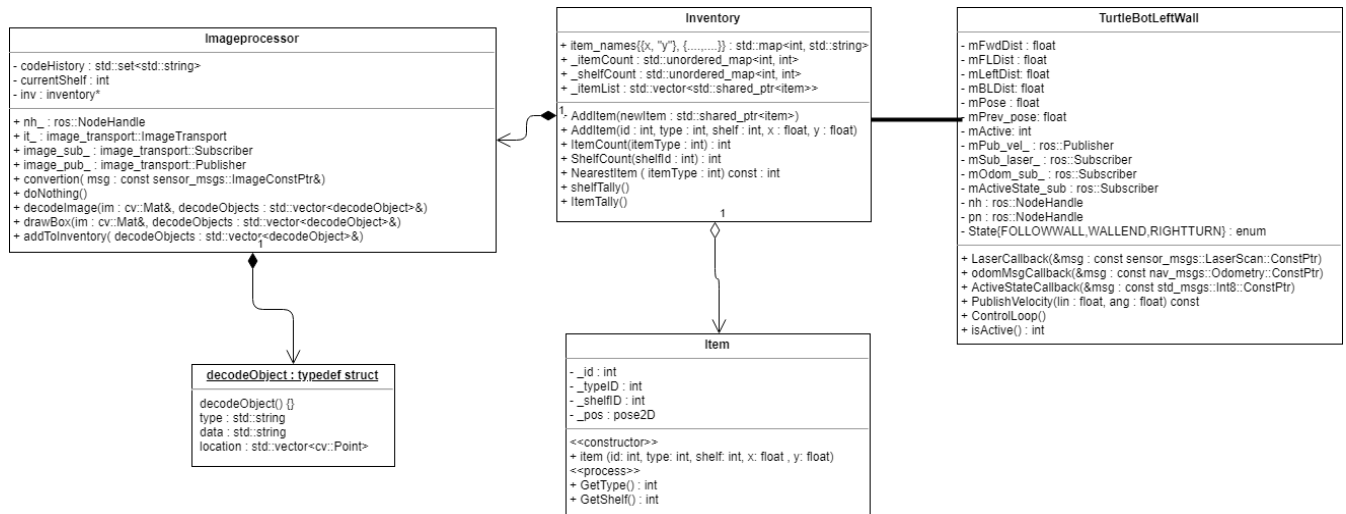 Imageprocessor
- codeHistory : std::set<std::string>
- currentShelf : int
- inv : inventory*
+ nh_ : ros::NodeHandle
+ it_ : image_transport::ImageTransport
+ image_sub_ : image_transport::Subscriber
+ image_pub_ : image_transport::Publisher
+ convertion( msg : const sensor_msgs::ImageConstPtr&)
+ doNothing()
+ decodeImage(im : cv::Mat&, decodeObjects : std::vector<decodeObject>&)
+ drawBox(im : cv::Mat&, decodeObjects : std::vector<decodeObject>&)
+ addToInventory( decodeObjects : std::vector<decodeObject>&)
1
decodeObject : typedef struct
decodeObject() {}
type : std::string
data : std::string
location : std::vector<cv::Point>
Inventory
+ item_names{{x, "y"}, {....,....}} : std::map<int, std::string>
+ _itemCount : std::unordered_map<int, int>
+ _shelfCount : std::unordered_map<int, int>
+ _itemList : std::vector<std::shared_ptr<item>>
1
- AddItem(newItem : std::shared_ptr<item>)
+ AddItem(id : int, type : int, shelf : int, x : float, y : float)
+ ItemCount(itemType : int) : int
+ ShelfCount(shelfId : int) : int
+ NearestItem ( itemType : int) const : int
+ shelfTally()
+ ItemTally()
1
Item
- _id : int
- _typeID : int
- _shelfID : int
- _pos : pose2D
<<constructor>>
+ item (id: int, type: int, shelf: int, x: float , y: float)
<<process>>
+ GetType() : int
+ GetShelf() : int
TurtleBotLeftWall
- mFwdDist : float
- mFLDist : float
- mLeftDist: float
- mBLDist: float
- mPose : float
- mPrev_pose: float
- mActive: int
- mPub_vel_ : ros::Publisher
- mSub_laser_ : ros::Subscriber
- mOdom_sub_ : ros::Subscriber
- mActiveState_sub : ros::Subscriber
- nh : ros::NodeHandle
- pn : ros::NodeHandle
- State{FOLLOWWALL,WALLEND,RIGHTTURN} : enum
+ LaserCallback(&msg : const sensor_msgs::LaserScan::ConstPtr)
+ odomMsgCallback(&msg : const nav_msgs::Odometry::ConstPtr)
+ ActiveStateCallback(&msg : const std_msgs::Int8::ConstPtr)
+ PublishVelocity(lin : float, ang : float) const
+ ControlLoop()
+ isActive() : int